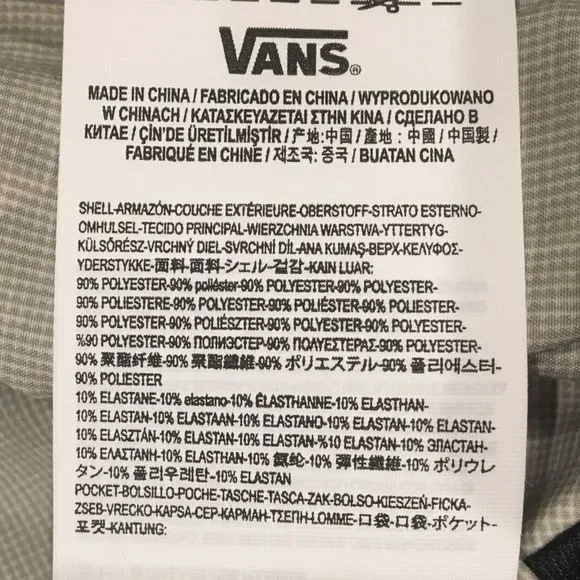 VANS®
MADE IN CHINA / FABRICADO EN CHINA / WYPRODUKOWANO
W CHINACH / ΚΑΤΑΣΚΕΥΑΖΕΤΑΙ ΣΤΗΝ ΚΙΝΑ / СДЕЛАНО В
КИТАЕ / ÇİN'DE ÜRETİLMİŞTİR / 产地:中国 / 產地：中國 / 中国製 /
FABRIQUÉ EN CHINE / 제조국: 중국 / BUATAN CINA
SHELL-ARMAZÓN-COUCHE EXTÉRIEURE-OBERSTOFF-STRATO ESTERNO-
OMHULSEL-TECIDO PRINCIPAL-WIERZCHNIA WARSTWA-YTTERTYG-
KÜLSŐRÉSZ-VRCHNÝ DIEL-SVRCHNÍ DÍL-ANA KUMAŞ-ВЕРХ-ΚΕΛΥΦΟΣ-
YDERSTYKKE-面料-面料-シェル-겉감-KAIN LUAR:
90% POLYESTER-90% poliéster-90% POLYESTER-90% POLYESTER-
90% POLIESTERE-90% POLYESTER-90% POLIÉSTER-90% POLIESTER-
90% POLYESTER-90% POLIÉSZTER-90% POLYESTER-90% POLYESTER-
%90 POLYESTER-90% ПОЛИЭСТЕР-90% ΠΟΛΥΕΣΤΕΡΑΣ-90% POLYESTER-
90% 聚酯纤维-90% 聚酯纖維-90% ポリエステル-90% 폴리에스터-
90% POLIESTER
10% ELASTANE-10% elastano-10% ÉLASTHANNE-10% ELASTHAN-
10% ELASTAN-10% ELASTAAN-10% ELASTANO-10% ELASTAN-10% ELASTAN-
10% ELASZTÁN-10% ELASTAN-10% ELASTAN-%10 ELASTAN-10% ЭЛАСТАН-
10% ΕΛΑΣΤΑΝΗ-10% ELASTHAN-10% 氨纶-10% 彈性纖維-10% ポリウレ
タン-10% 폴리우레탄-10% ELASTAN
POCKET-BOLSILLO-POCHE-TASCHE-TASCA-ZAK-BOLSO-KIESZEŃ-FICKA-
ZSEB-VRECKO-KAPSA-CEP-КАРМАН-ΤΣΕΠΗ-LOMME-口袋-口袋-ポケット-
포켓-KANTUNG: